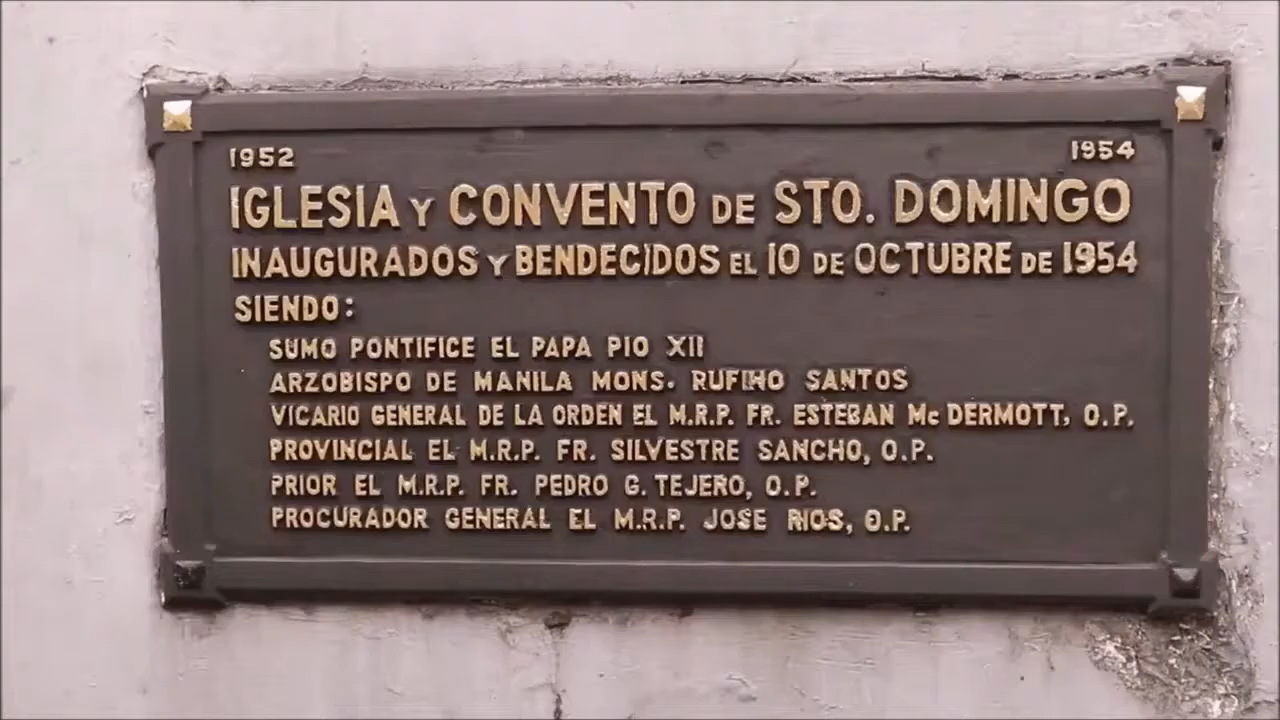 1952 1954
IGLESIA Y CONVENTO DE STO. DOMINGO
INAUGURADOS Y BENDECIDOS EL 10 DE OCTUBRE DE 1954
SIENDO:
SUMO PONTIFICE EL PAPA PIO XII
ARZOBISPO DE MANILA MONS. RUFINO SANTOS
VICARIO GENERAL DE LA ORDEN EL M.R.P. FR. ESTEBAN Mc DERMOTT, O.P.
PROVINCIAL EL M.R.P. FR. SILVESTRE SANCHO, O.P.
PRIOR EL M.R.P. FR. PEDRO G. TEJERO, O.P.
PROCURADOR GENERAL EL M.R.P. JOSE RIOS, O.P.